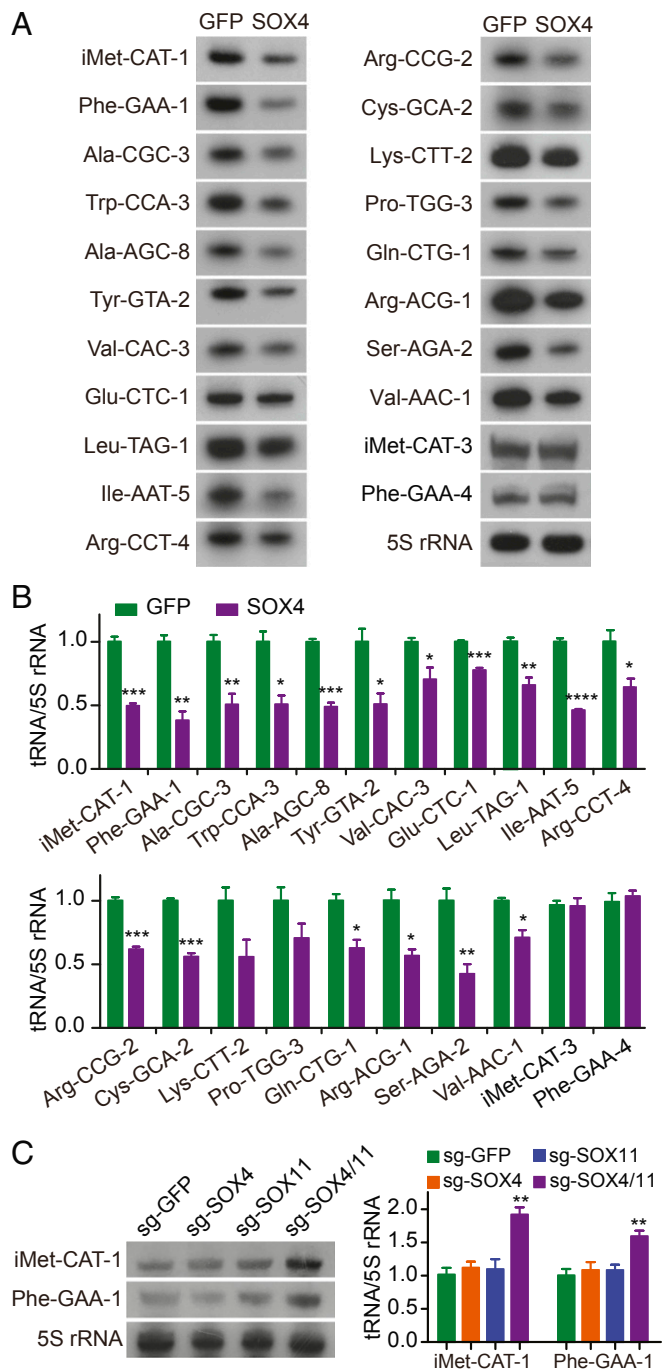 A
GFP SOX4
iMet-CAT-1
Phe-GAA-1
Ala-CGC-3
Trp-CCA-3
Ala-AGC-8
Tyr-GTA-2
Val-CAC-3
Glu-CTC-1
Leu-TAG-1
Ile-AAT-5
Arg-CCT-4
GFP SOX4
Arg-CCG-2
Cys-GCA-2
Lys-CTT-2
Pro-TGG-3
Gln-CTG-1
Arg-ACG-1
Ser-AGA-2
Val-AAC-1
iMet-CAT-3
Phe-GAA-4
5S rRNA
B
GFP SOX4
tRNA/5S rRNA
1.0
0.5
0.0
*** ** ** * *** * * *** ** **** *
iMet-CAT-1 Phe-GAA-1 Ala-CGC-3 Trp-CCA-3 Ala-AGC-8 Tyr-GTA-2 Val-CAC-3 Glu-CTC-1 Leu-TAG-1 Ile-AAT-5 Arg-CCT-4
tRNA/5S rRNA
1.0
0.5
0.0
*** *** * * ** *
Arg-CCG-2 Cys-GCA-2 Lys-CTT-2 Pro-TGG-3 Gln-CTG-1 Arg-ACG-1 Ser-AGA-2 Val-AAC-1 iMet-CAT-3 Phe-GAA-4
C
sg-GFP sg-SOX4 sg-SOX11 sg-SOX4/11
iMet-CAT-1
Phe-GAA-1
5S rRNA
sg-GFP sg-SOX11
sg-SOX4 sg-SOX4/11
tRNA/5S rRNA
2.0
1.5
1.0
0.5
0.0
** **
iMet-CAT-1 Phe-GAA-1